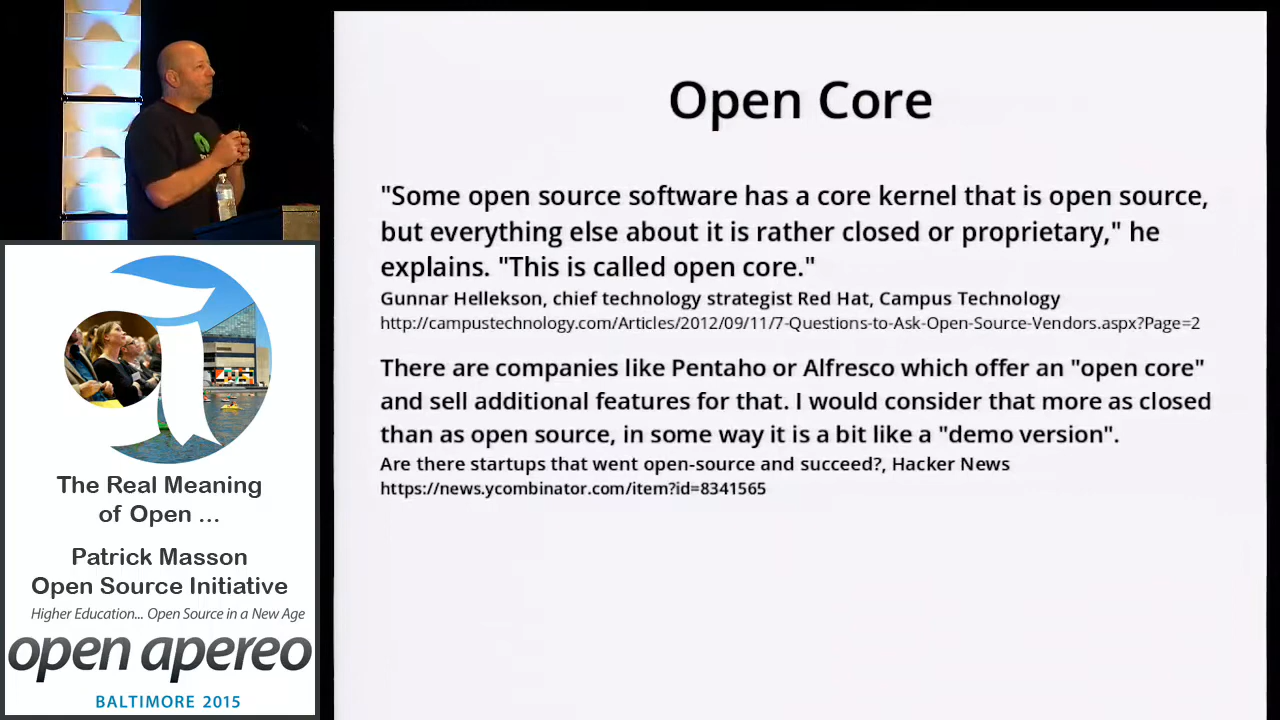 Open Core
"Some open source software has a core kernel that is open source,
but everything else about it is rather closed or proprietary," he
explains. "This is called open core."
Gunnar Hellekson, chief technology strategist Red Hat, Campus Technology
http://campustechnology.com/Articles/2012/09/11/7-Questions-to-Ask-Open-Source-Vendors.aspx?Page=2
There are companies like Pentaho or Alfresco which offer an "open core"
and sell additional features for that. I would consider that more as closed
than as open source, in some way it is a bit like a "demo version".
Are there startups that went open-source and succeed?, Hacker News
https://news.ycombinator.com/item?id=8341565
The Real Meaning
of Open ...
Patrick Masson
Open Source Initiative
Higher Education... Open Source in a New Age
open apereo
BALTIMORE 2015